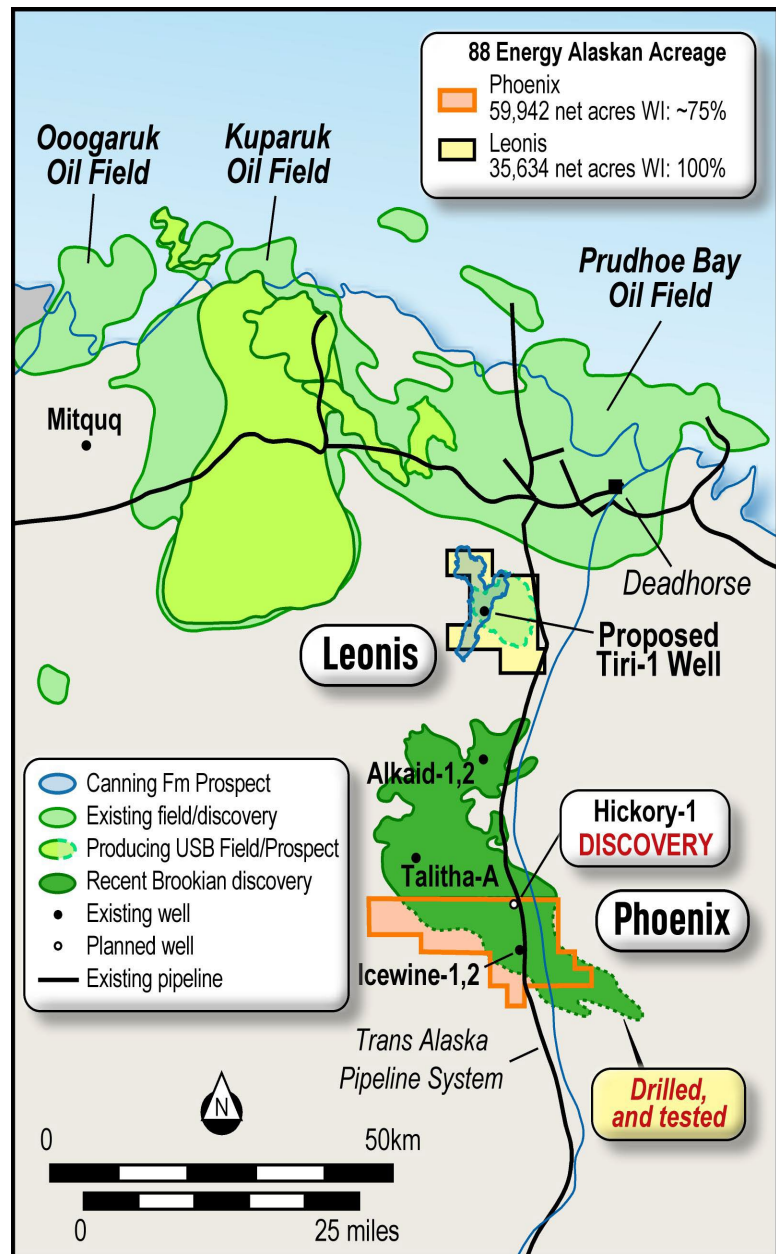 88 Energy Alaskan Acreage
Phoenix
59,942 net acres WI: ~75%
Leonis
35,634 net acres WI: 100%
Ooogaruk
Oil Field
Kuparuk
Oil Field
Prudhoe Bay
Oil Field
Mitquq
Deadhorse
Proposed
Tiri-1 Well
Leonis
Canning Fm Prospect
Existing field/discovery
Producing USB Field/Prospect
Recent Brookian discovery
Existing well
Planned well
Existing pipeline
Alkaid-1,2
Hickory-1
DISCOVERY
Talitha-A
Phoenix
Icewine-1,2
Trans Alaska
Pipeline System
Drilled,
and tested
N
0 50km
0 25 miles